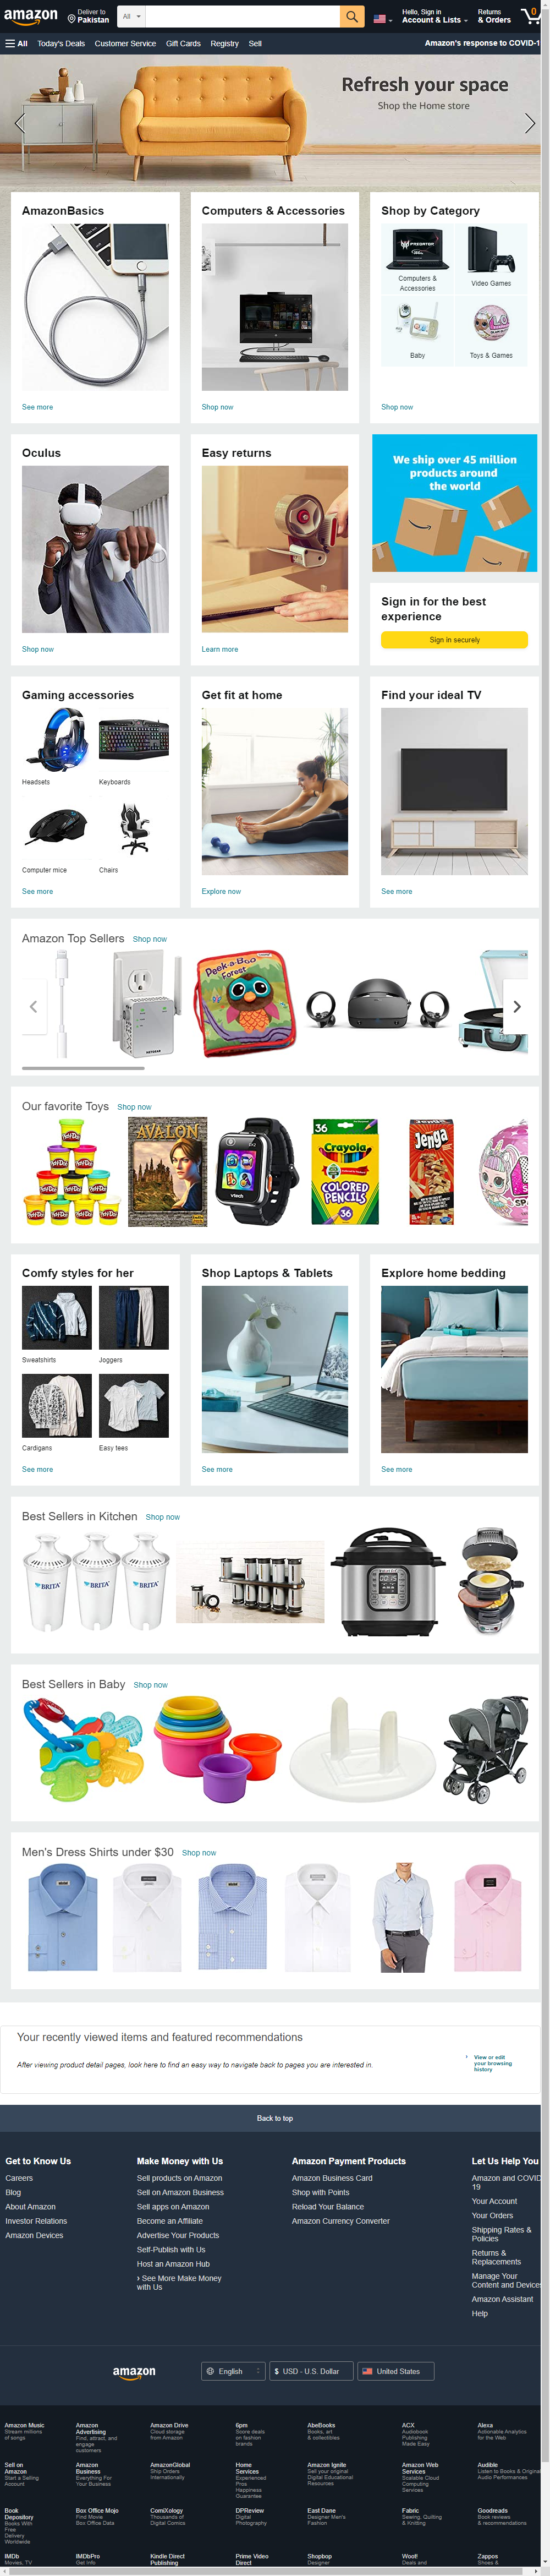 amazon
Deliver to
Pakistan
All
Hello, Sign in
Account & Lists
Returns
& Orders
0
All
Today's Deals
Customer Service
Gift Cards
Registry
Sell
Amazon's response to COVID-1
Refresh your space
Shop the Home store
AmazonBasics
See more
Computers & Accessories
Shop now
Shop by Category
PREDATOR
Computers &
Accessories
Video Games
Baby
Toys & Games
Shop now
Oculus
Shop now
Easy returns
Learn more
We ship over 45 million
products around
the world
Sign in for the best
experience
Sign in securely
Gaming accessories
Headsets
Keyboards
Computer mice
Chairs
See more
Get fit at home
Explore now
Find your ideal TV
See more
Amazon Top Sellers
Shop now
NETGEAR
Peek-a-Boo
Forest
Our favorite Toys
Shop now
AVALON
vtech
36
Crayola
COLORED
PENCILS
36
Jenga
Comfy styles for her
Sweatshirts
Joggers
Cardigans
Easy tees
See more
Shop Laptops & Tablets
See more
Explore home bedding
See more
Best Sellers in Kitchen
Shop now
BRITA
BRITA
BRITA
Best Sellers in Baby
Shop now
Men's Dress Shirts under $30
Shop now
Your recently viewed items and featured recommendations
After viewing product detail pages, look here to find an easy way to navigate back to pages you are interested in.
View or edit
your browsing
history
Back to top
Get to Know Us
Careers
Blog
About Amazon
Investor Relations
Amazon Devices
Make Money with Us
Sell products on Amazon
Sell on Amazon Business
Sell apps on Amazon
Become an Affiliate
Advertise Your Products
Self-Publish with Us
Host an Amazon Hub
› See More Make Money
with Us
Amazon Payment Products
Amazon Business Card
Shop with Points
Reload Your Balance
Amazon Currency Converter
Let Us Help You
Amazon and COVID
19
Your Account
Your Orders
Shipping Rates &
Policies
Returns &
Replacements
Manage Your
Content and Devices
Amazon Assistant
Help
amazon
English
$ USD - U.S. Dollar
United States
Amazon Music
Stream millions
of songs
Amazon
Advertising
Find, attract, and
engage
customers
Amazon Drive
Cloud storage
from Amazon
6pm
Score deals
on fashion
brands
AbeBooks
Books, art
& collectibles
ACX
Audiobook
Publishing
Made Easy
Alexa
Actionable Analytics
for the Web
Sell on
Amazon
Start a Selling
Account
Amazon
Business
Everything For
Your Business
AmazonGlobal
Ship Orders
Internationally
Home
Services
Experienced
Pros
Happiness
Guarantee
Amazon Ignite
Sell your original
Digital Educational
Resources
Amazon Web
Services
Scalable Cloud
Computing
Services
Audible
Listen to Books & Original
Audio Performances
Book
Depository
Books With
Free
Delivery
Worldwide
Box Office Mojo
Find Movie
Box Office Data
ComiXology
Thousands of
Digital Comics
DPReview
Digital
Photography
East Dane
Designer Men's
Fashion
Fabric
Sewing, Quilting
& Knitting
Goodreads
Book reviews
& recommendations
IMDb
Movies, TV
IMDbPro
Get Info
Kindle Direct
Publishing
Prime Video
Direct
Shopbop
Designer
Woot!
Deals and
Zappos
Shoes &